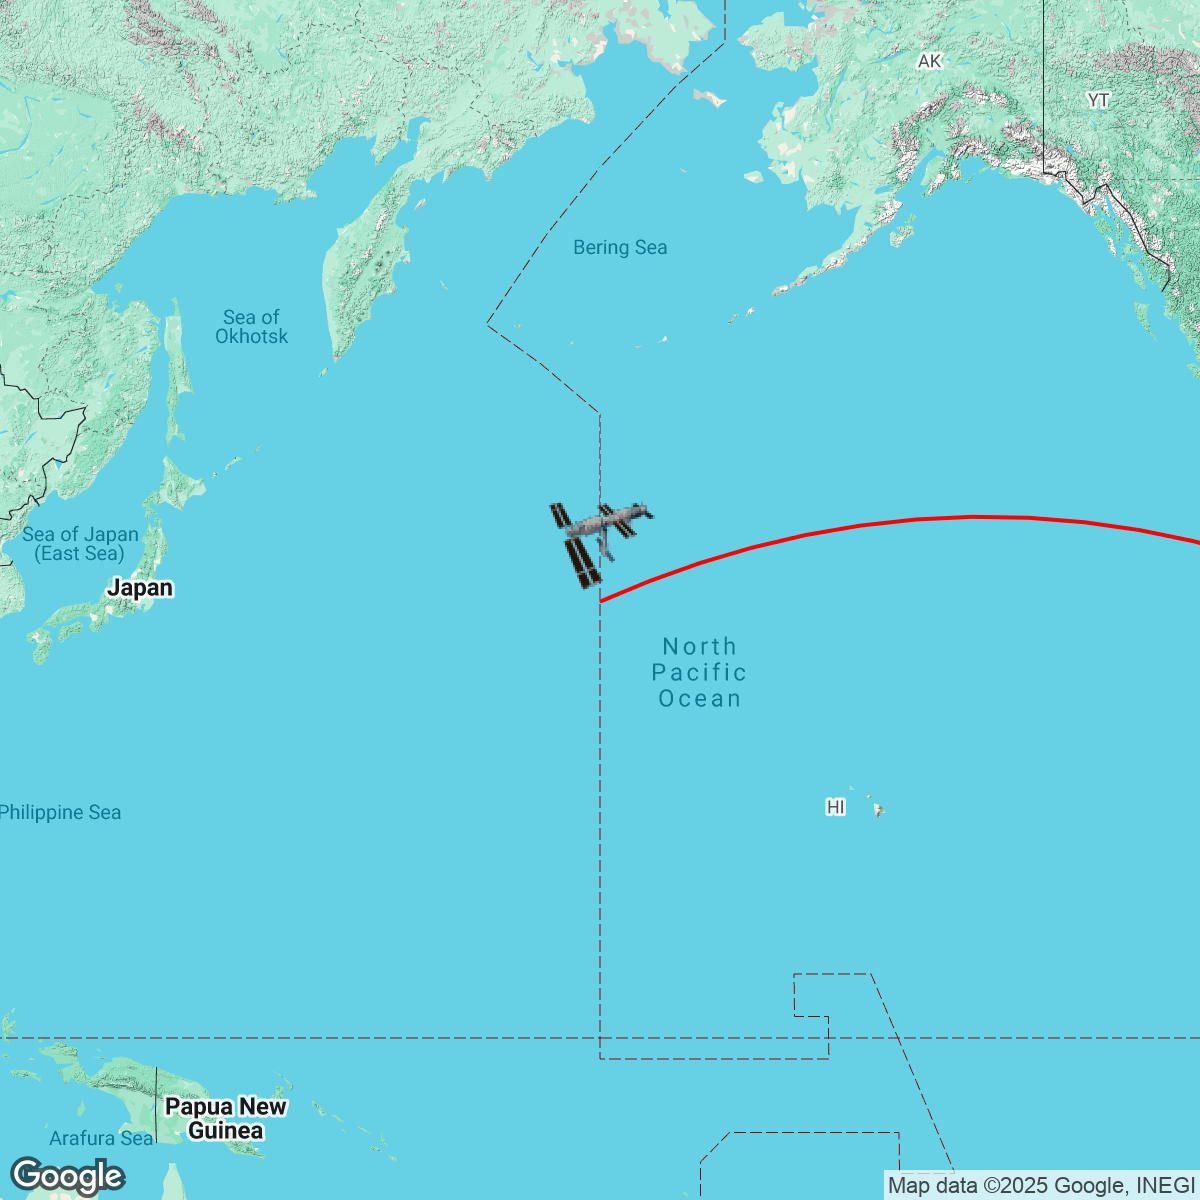 AK
YT
Bering Sea
Sea of
Okhotsk
Sea of Japan
(East Sea)
Japan
North
Pacific
Ocean
HI
Philippine Sea
Papua New
Guinea
Arafura Sea
Google
Map data ©2025 Google, INEGI